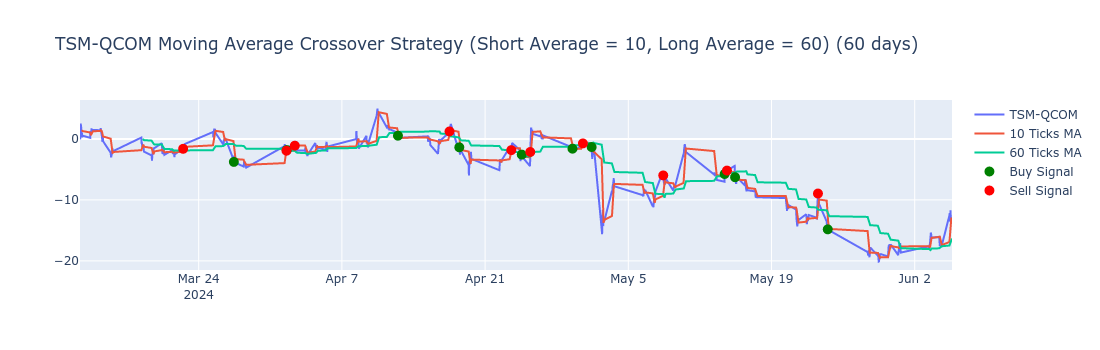 TSM-QCOM Moving Average Crossover Strategy (Short Average = 10, Long Average = 60) (60 days)
0
−10
−20
Mar 24
2024
Apr 7
Apr 21
May 5
May 19
Jun 2
TSM-QCOM
10 Ticks MA
60 Ticks MA
Buy Signal
Sell Signal